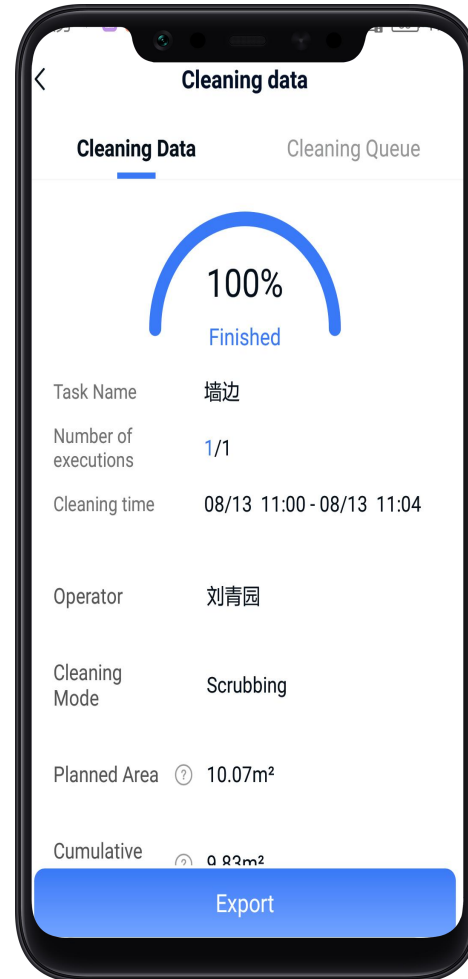 Cleaning data
Cleaning Data
Cleaning Queue
100%
Finished
Task Name 墙边
Number of
executions
1/1
Cleaning time 08/13 11:00 - 08/13 11:04
Operator 刘青园
Cleaning
Mode
Scrubbing
Planned Area ? 10.07m²
Cumulative
? 9.83m²
Export